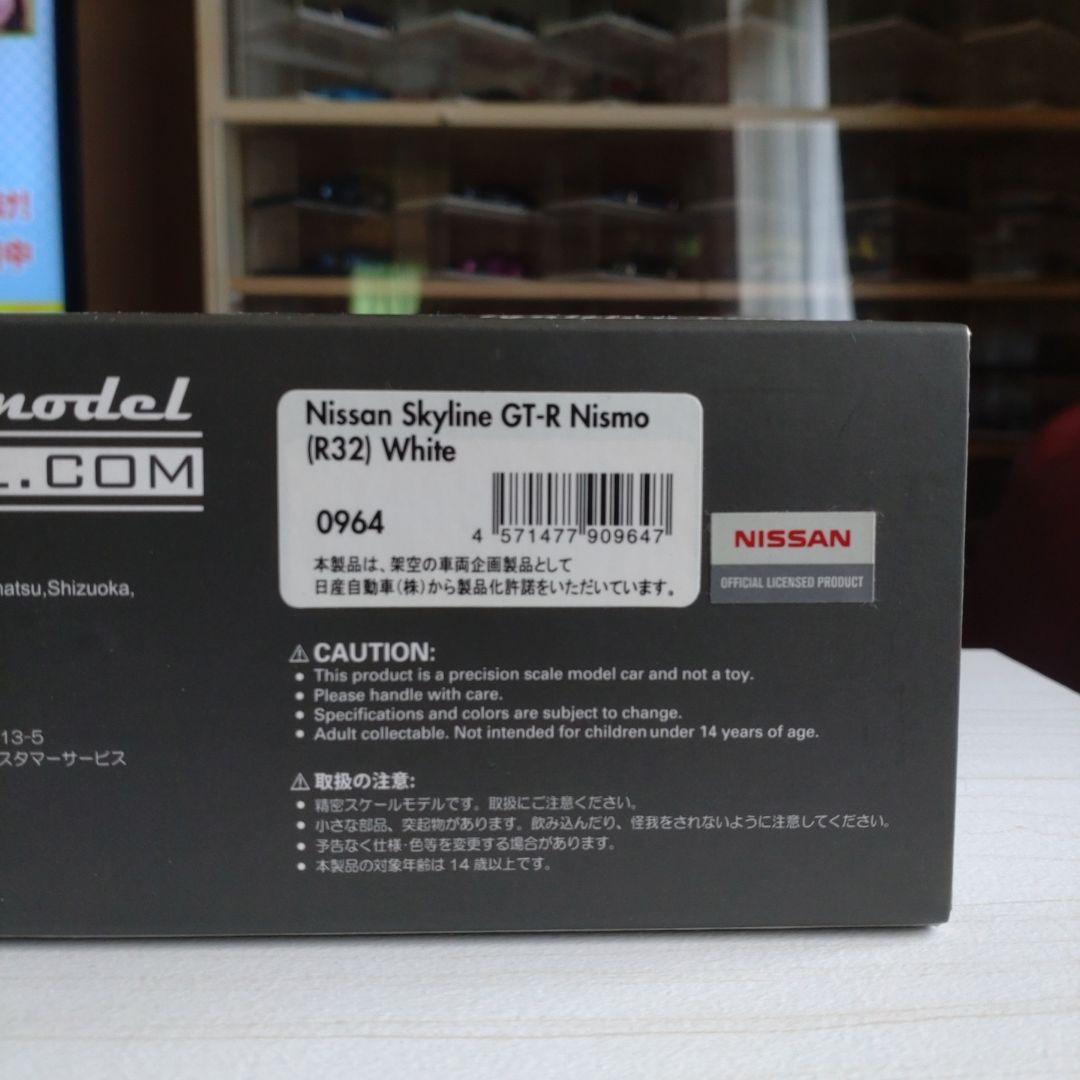 け!
中
model
L.COM
Nissan Skyline GT-R Nismo
(R32) White
0964
4 571477 909647
本製品は、架空の車両企画製品として
日産自動車(株)から製品化許諾をいただいています。
NISSAN
OFFICIAL LICENSED PRODUCT
matsu,Shizuoka,
13-5
スタマーサービス
⚠ CAUTION:
• This product is a precision scale model car and not a toy.
• Please handle with care.
• Specifications and colors are subject to change.
• Adult collectable. Not intended for children under 14 years of age.
⚠ 取扱の注意:
• 精密スケールモデルです。取扱にご注意ください。
• 小さな部品、突起物があります。飲み込んだり、怪我をされないように注意してください。
• 予告なく仕様・色等を変更する場合があります。
• 本製品の対象年齢は 14 歳以上です。